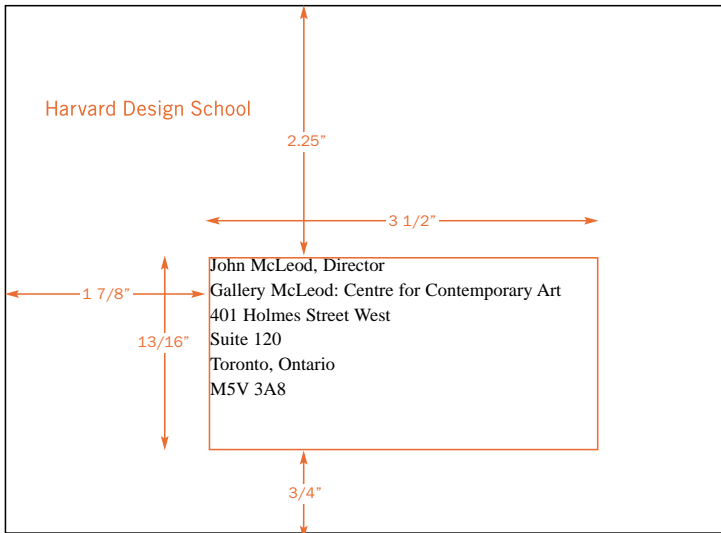 Harvard Design School
2.25”
3 1/2”
John McLeod, Director
1 7/8”
Gallery McLeod: Centre for Contemporary Art
401 Holmes Street West
13/16”
Suite 120
Toronto, Ontario
M5V 3A8
3/4”